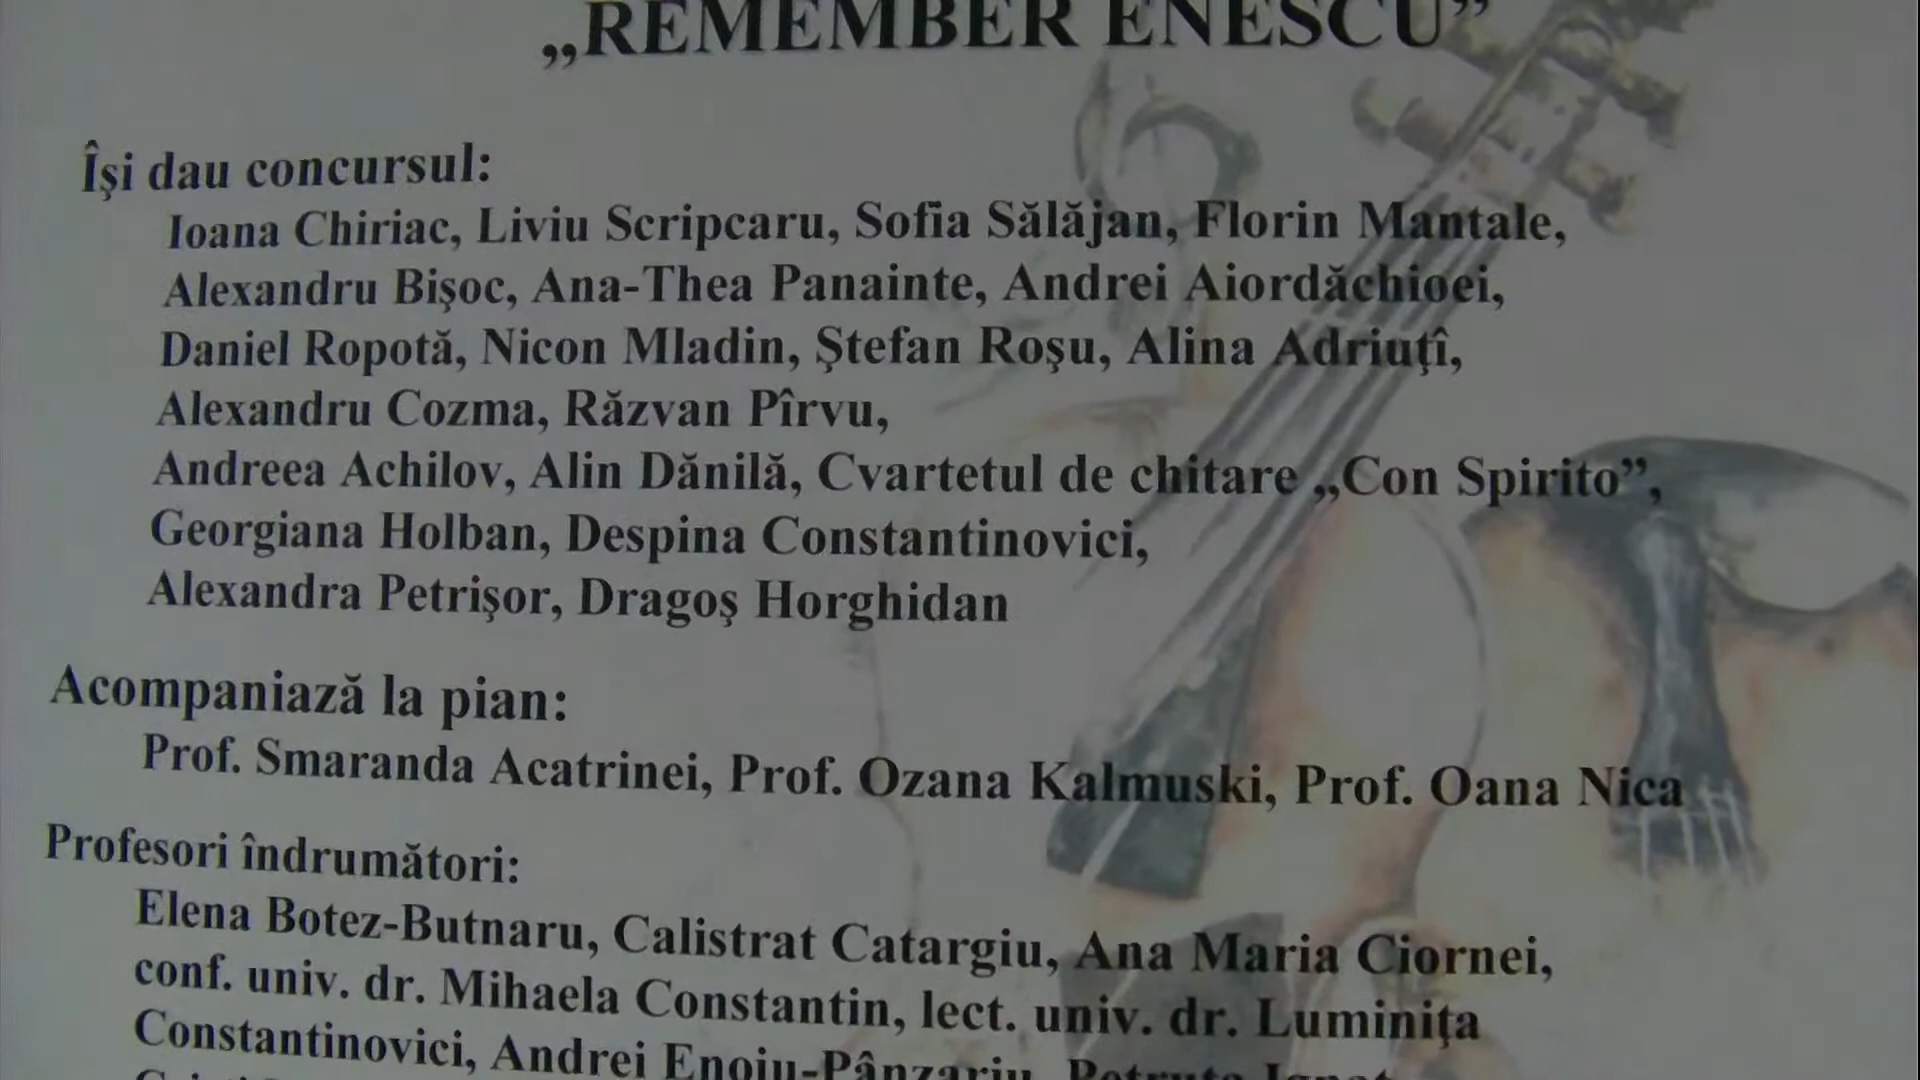 „REMEMBER ENESCU”
Îşi dau concursul:
Ioana Chiriac, Liviu Scripcaru, Sofia Sălăjan, Florin Mantale,
Alexandru Bişoc, Ana-Thea Panainte, Andrei Aiordăchioei,
Daniel Ropotă, Nicon Mladin, Ştefan Roşu, Alina Adriuţî,
Alexandru Cozma, Răzvan Pîrvu,
Andreea Achilov, Alin Dănilă, Cvartetul de chitare „Con Spirito”,
Georgiana Holban, Despina Constantinovici,
Alexandra Petrişor, Dragoş Horghidan
Acompaniază la pian:
Prof. Smaranda Acatrinei, Prof. Ozana Kalmuski, Prof. Oana Nica
Profesori îndrumători:
Elena Botez-Butnaru, Calistrat Catargiu, Ana Maria Ciornei,
conf. univ. dr. Mihaela Constantin, lect. univ. dr. Luminiţa
Constantinovici, Andrei Enoiu-Pânzariu,